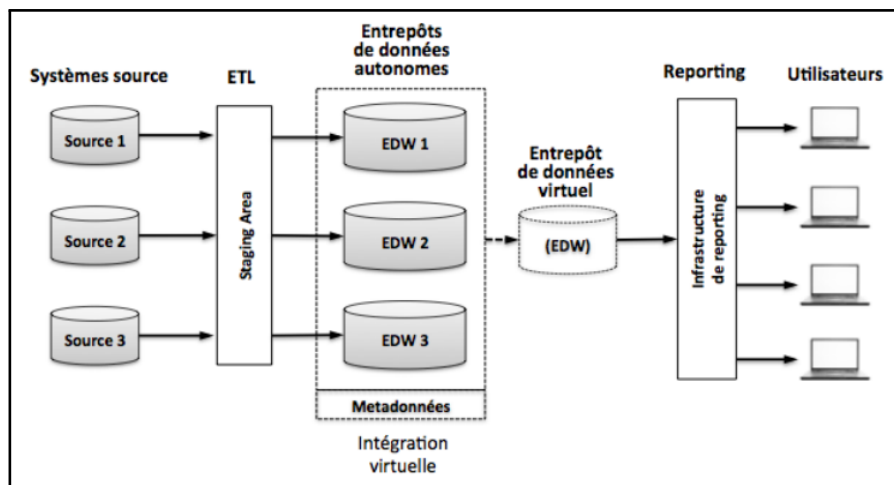 Systèmes source
ETL
Entrepôts
de données
autonomes
Reporting
Utilisateurs
Source 1
Source 2
Source 3
Staging Area
EDW 1
EDW 2
EDW 3
Metadonnées
Intégration
virtuelle
Entrepôt
de données
virtuel
(EDW)
Infrastructure
de reporting